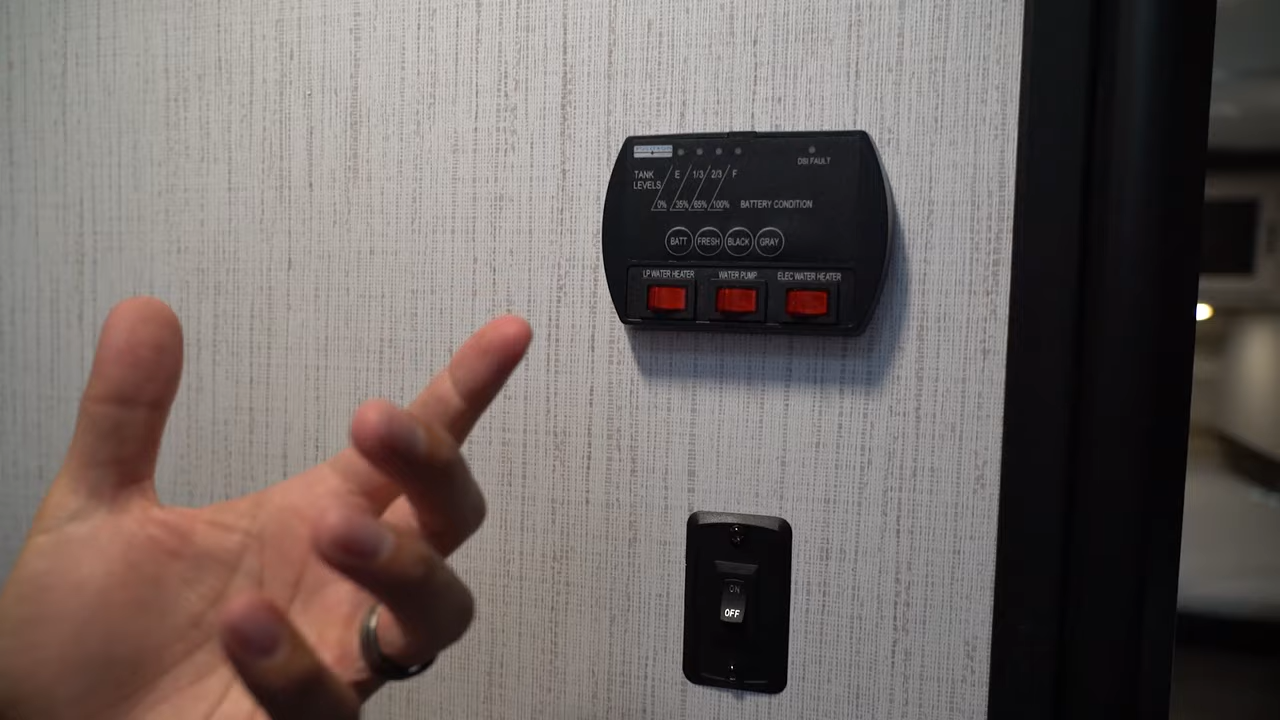 DSI FAULT
TANK E 1/3 2/3 F
LEVELS
0% 35% 65% 100% BATTERY CONDITION
BATT FRESH BLACK GRAY
LP WATER HEATER WATER PUMP ELEC WATER HEATER
ON
OFF